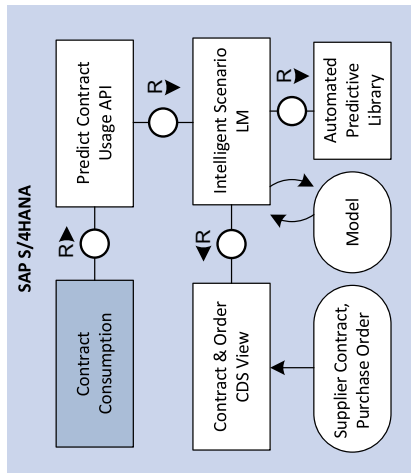 SAP S/4HANA
Contract
Consumption
R
Predict Contract
Usage API
R
Contract & Order
CDS View
R
Intelligent Scenario
LM
R
Supplier Contract,
Purchase Order
Model
Automated
Predictive
Library